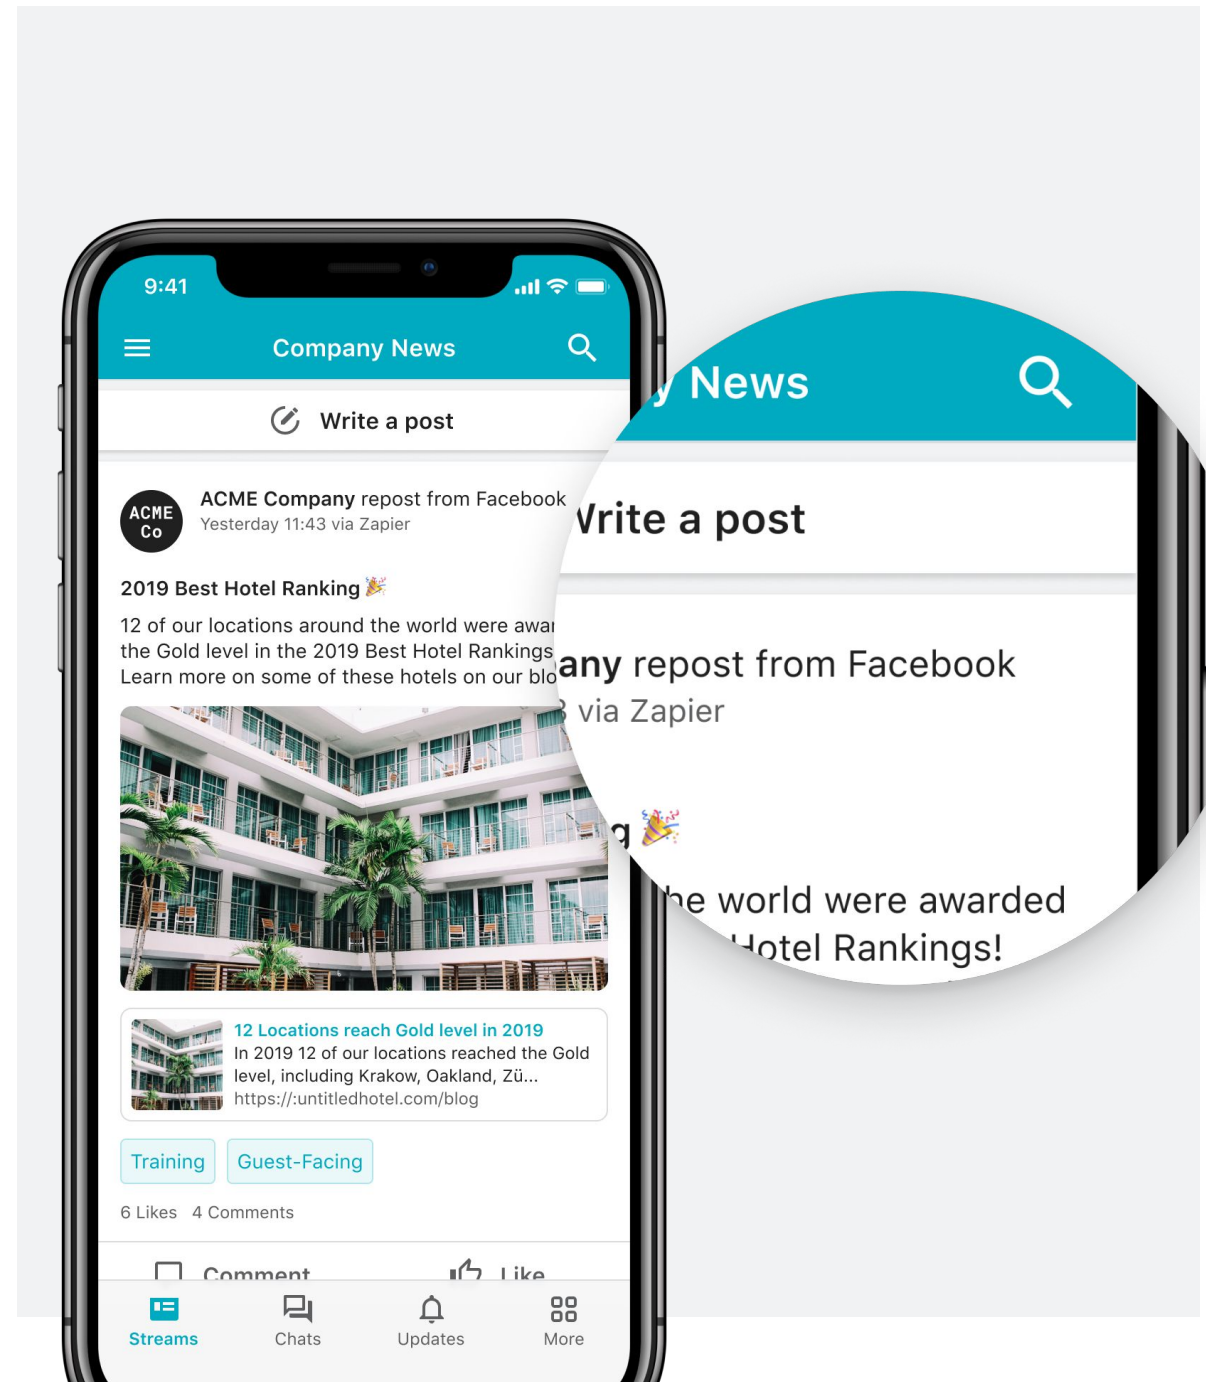 9:41
Company News
Write a post
ACME
Co
ACME Company repost from Facebook
Yesterday 11:43 via Zapier
2019 Best Hotel Ranking 🎉
12 of our locations around the world were awar
the Gold level in the 2019 Best Hotel Rankings
Learn more on some of these hotels on our blo
12 Locations reach Gold level in 2019
In 2019 12 of our locations reached the Gold
level, including Krakow, Oakland, Zü...
https://:untitledhotel.com/blog
Training
Guest-Facing
6 Likes 4 Comments
Comment
Like
Streams
Chats
Updates
More
y News
Write a post
any repost from Facebook
3 via Zapier
g 🎉
he world were awarded
Hotel Rankings!